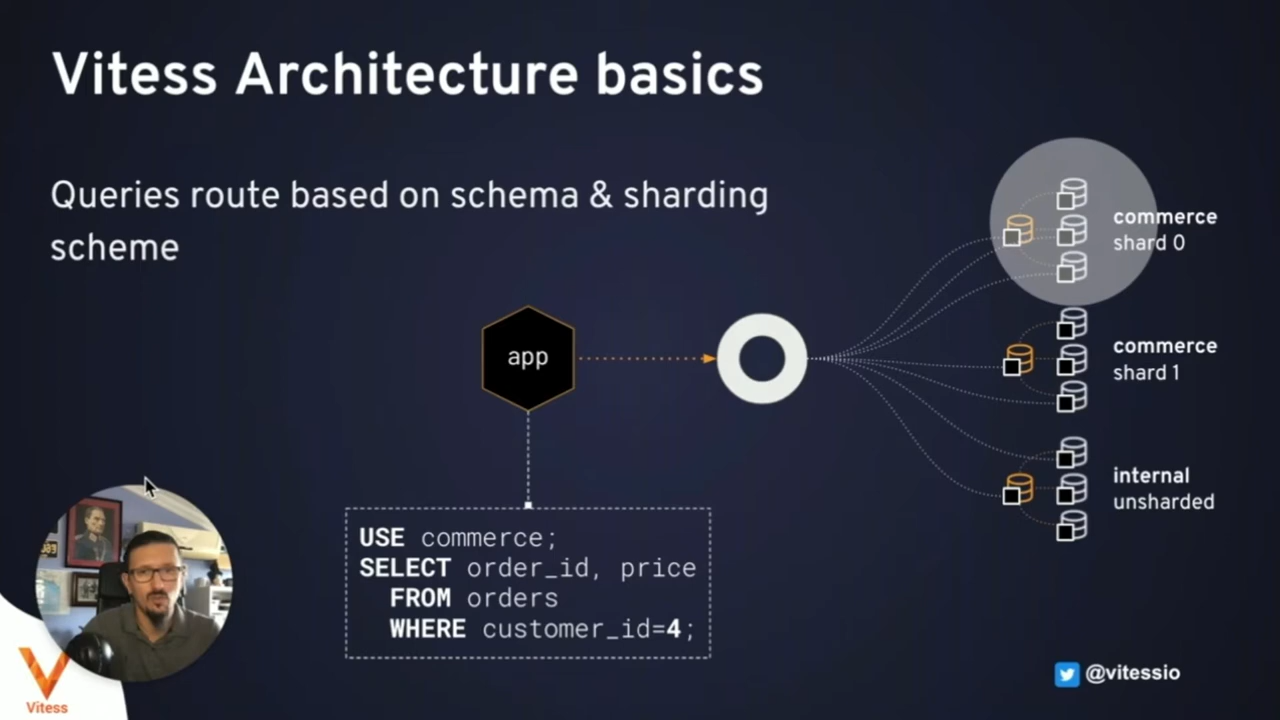 Vitess Architecture basics
Queries route based on schema & sharding
scheme
commerce
shard 0
app
commerce
shard 1
internal
unsharded
USE commerce;
SELECT order_id, price
FROM orders
WHERE customer_id=4;
Vitess
@vitessio